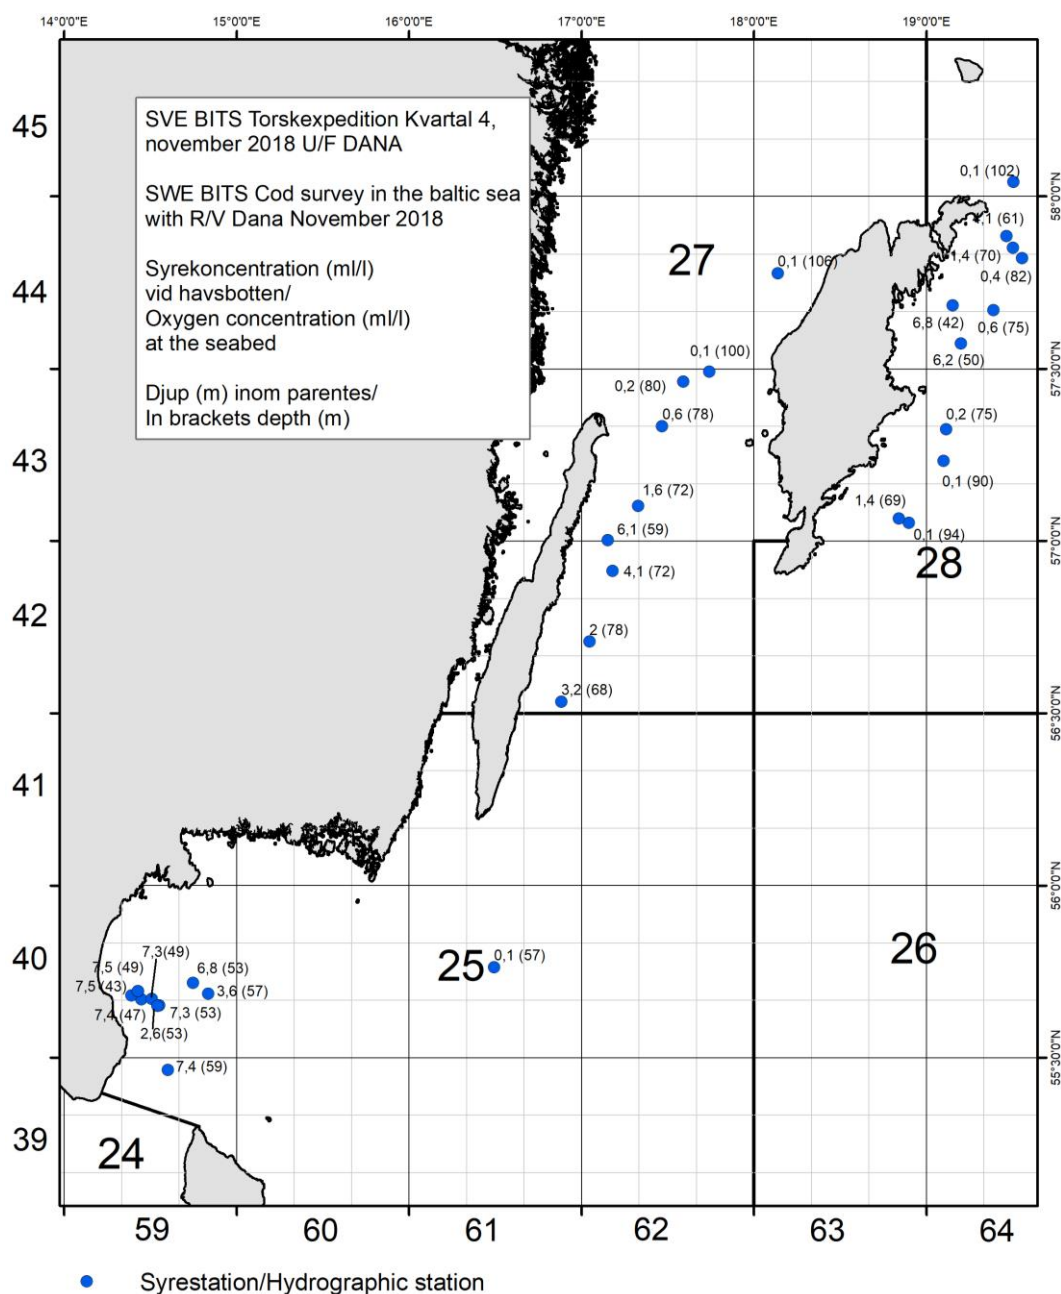 14°0'0"E 15°0'0"E 16°0'0"E 17°0'0"E 18°0'0"E 19°0'0"E
SVE BITS Torskexpedition Kvartal 4,
november 2018 U/F DANA
SWE BITS Cod survey in the baltic sea
with R/V Dana November 2018
Syrekoncentration (ml/l)
vid havsbotten/
Oxygen concentration (ml/l)
at the seabed
Djup (m) inom parentes/
In brackets depth (m)
45
44
43
42
41
40
39
58°0'0"N
57°30'0"N
57°0'0"N
56°30'0"N
56°0'0"N
55°30'0"N
0,1 (102)
(61)
1,4 (70)
0,4 (82)
27
0,1 (106)
6,8 (42)
0,6 (75)
6,2 (50)
0,1 (100)
0,2 (80)
0,6 (78)
0,2 (75)
0,1 (90)
1,6 (72)
1,4 (69)
0,1 (94)
6,1 (59)
28
4,1 (72)
2 (78)
3,2 (68)
26
25
0,1 (57)
7,3(49)
7,5 (49)
6,8 (53)
7,5 (43)
3,6 (57)
7,4 (47)
7,3 (53)
2,6(53)
7,4 (59)
24
59 60 61 62 63 64
Syrestation/Hydrographic station